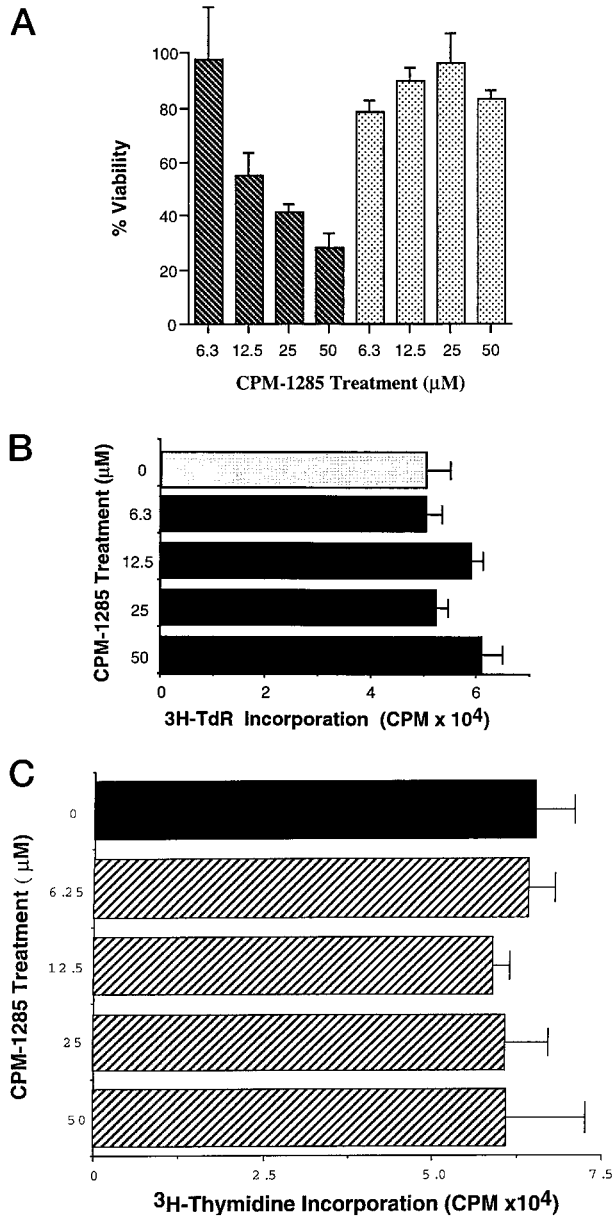 A
100
80
60
40
20
0
% Viability
6.3 12.5 25 50 6.3 12.5 25 50
CPM-1285 Treatment (μM)
B
CPM-1285 Treatment (μM)
0
6.3
12.5
25
50
0 2 4 6
3H-TdR Incorporation (CPM x 10⁴)
C
CPM-1285 Treatment ( μM)
0
6.25
12.5
25
50
0 2.5 5.0 7.5
³H-Thymidine Incorporation (CPM x10⁴)